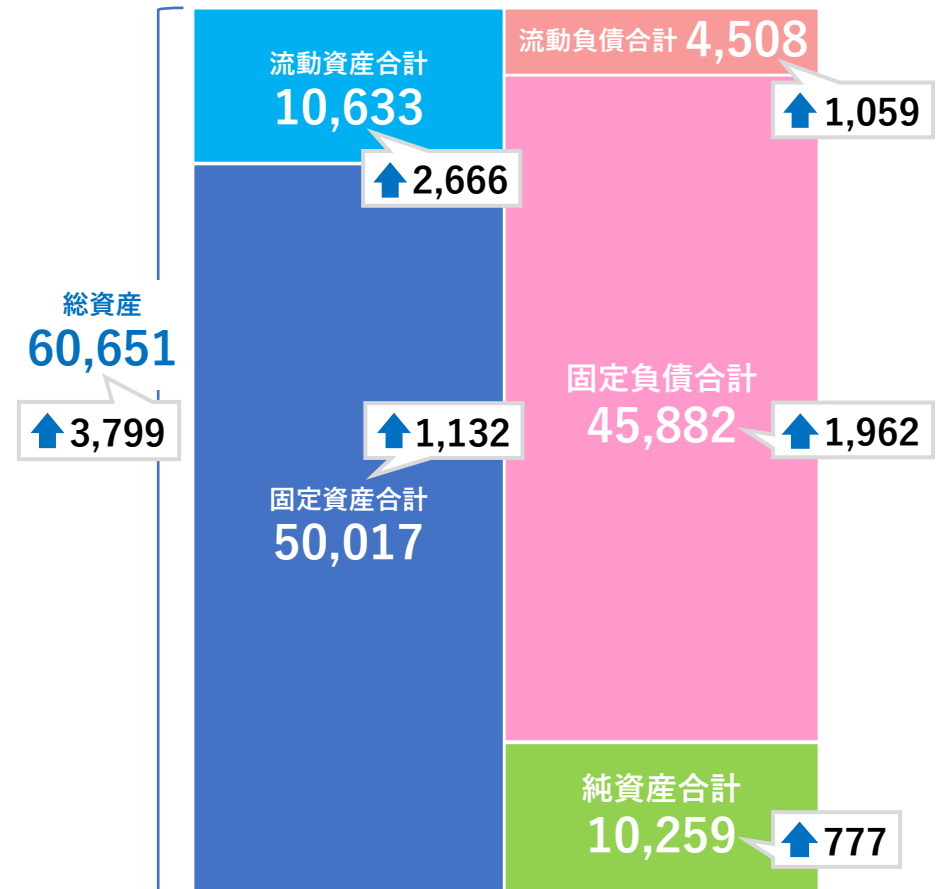 総資産
60,651
3,799
流動資産合計
10,633
2,666
1,132
固定資産合計
50,017
流動負債合計 4,508
1,059
固定負債合計
45,882
1,962
純資産合計
10,259
777